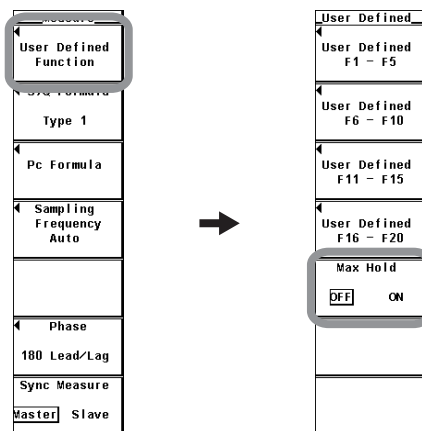 Measure
User Defined
Function
S/Q Formula
Type 1
Pc Formula
Sampling
Frequency
Auto
Phase
180 Lead/Lag
Sync Measure
Master Slave
User Defined
User Defined
F1 - F5
User Defined
F6 - F10
User Defined
F11 - F15
User Defined
F16 - F20
Max Hold
OFF ON